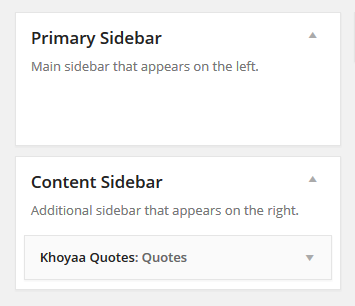 Primary Sidebar
Main sidebar that appears on the left.
Content Sidebar
Additional sidebar that appears on the right.
Khoyaa Quotes: Quotes